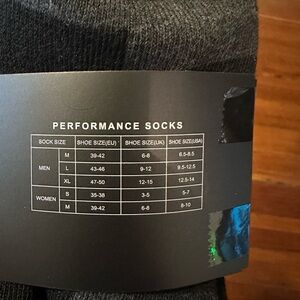 PERFORMANCE SOCKS
SOCK SIZE SHOE SIZE(EU) SHOE SIZE(UK) SHOE SIZE(USA)
MEN M 39-42 6-8 6.5-8.5
L 43-46 9-12 9.5-12.5
XL 47-50 12-15 12.5-14
WOMEN S 35-38 3-5 5-7
M 39-42 6-8 8-10